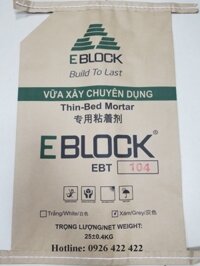 EBLOCK
Build To Last
VỮA XÂY CHUYÊN DỤNG
Thin-Bed Mortar
专用粘着剂
EBLOCK®
EBT 104
Trắng/White/白色 Xám/Grey/灰色
TRỌNG LƯỢNG/NET WEIGHT:
25±0.4KG
Hotline: 0926 422 422